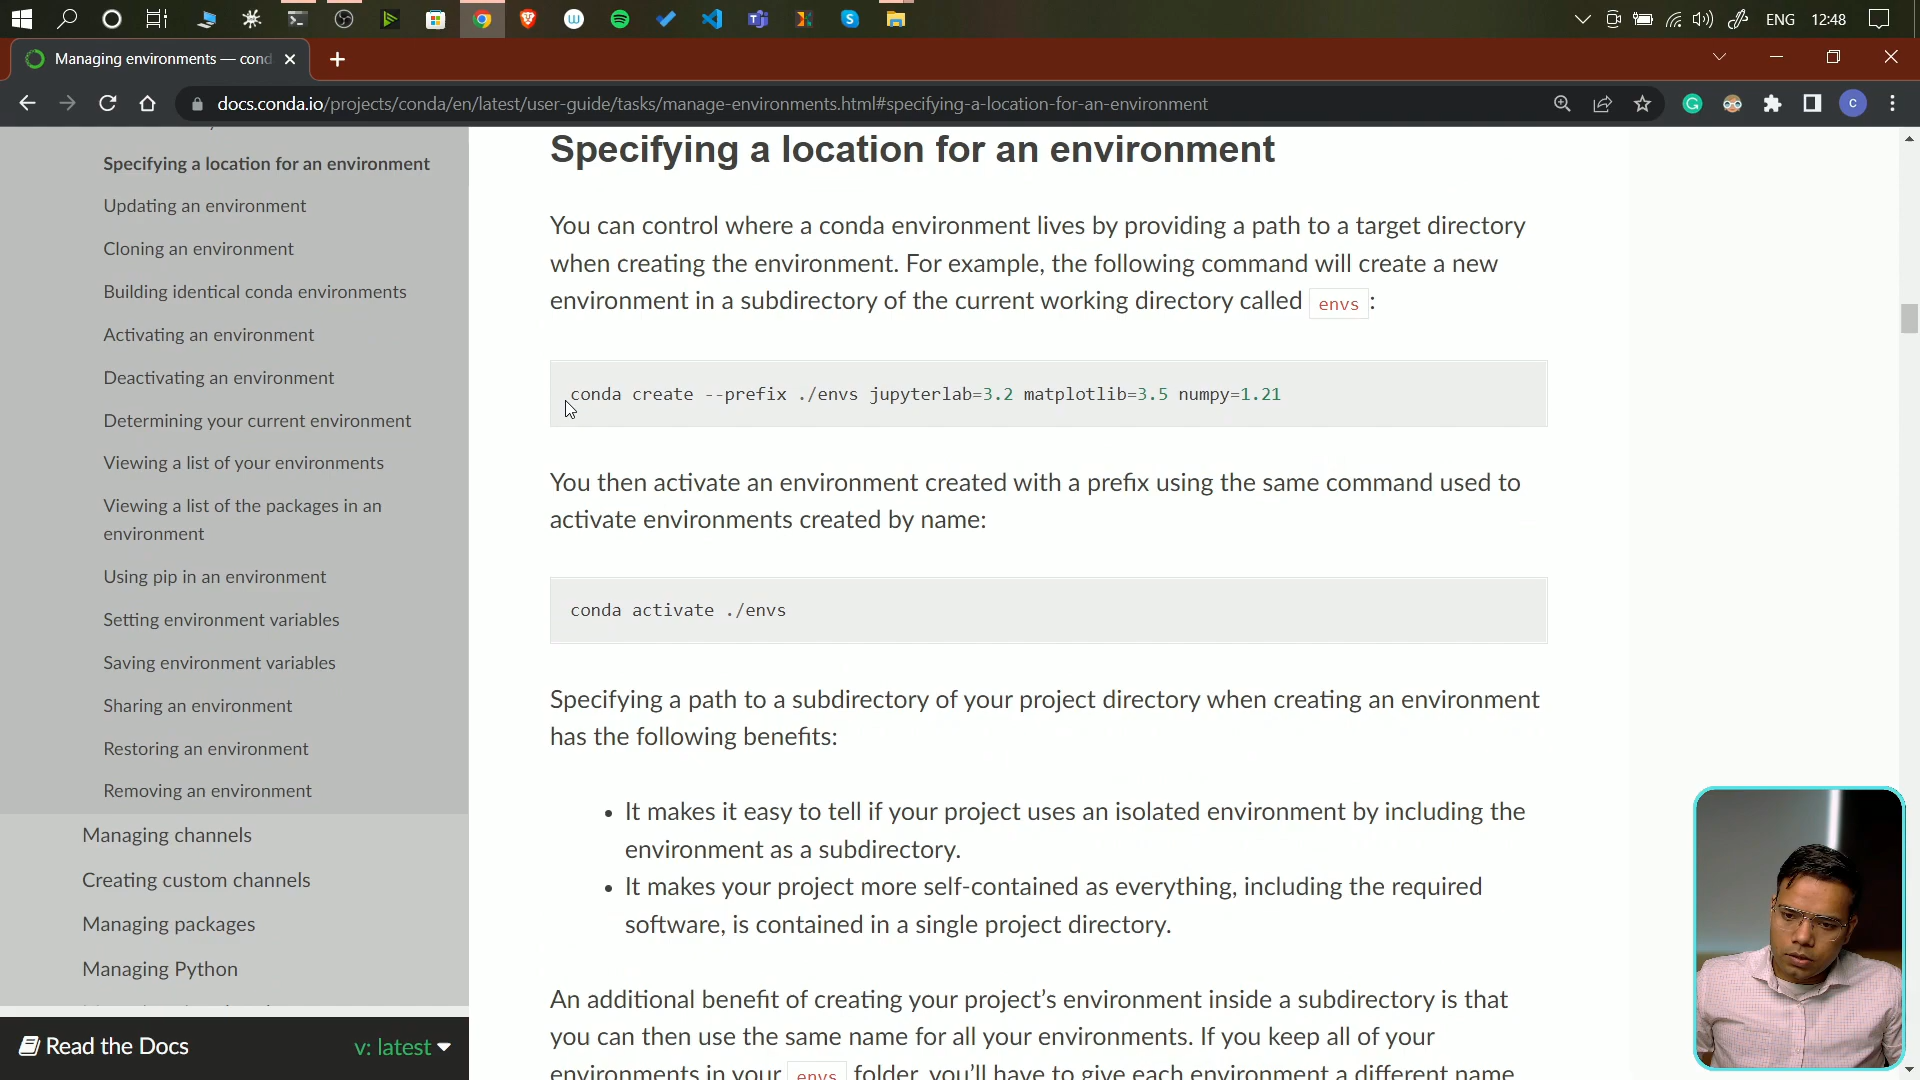 ENG 12:48
Managing environments — cond
docs.conda.io/projects/conda/en/latest/user-guide/tasks/manage-environments.html#specifying-a-location-for-an-environment
Specifying a location for an environment
Updating an environment
Cloning an environment
Building identical conda environments
Activating an environment
Deactivating an environment
Determining your current environment
Viewing a list of your environments
Viewing a list of the packages in an
environment
Using pip in an environment
Setting environment variables
Saving environment variables
Sharing an environment
Restoring an environment
Removing an environment
Managing channels
Creating custom channels
Managing packages
Managing Python
Read the Docs v: latest
Specifying a location for an environment
You can control where a conda environment lives by providing a path to a target directory
when creating the environment. For example, the following command will create a new
environment in a subdirectory of the current working directory called envs :
conda create --prefix ./envs jupyterlab=3.2 matplotlib=3.5 numpy=1.21
You then activate an environment created with a prefix using the same command used to
activate environments created by name:
conda activate ./envs
Specifying a path to a subdirectory of your project directory when creating an environment
has the following benefits:
• It makes it easy to tell if your project uses an isolated environment by including the
environment as a subdirectory.
• It makes your project more self-contained as everything, including the required
software, is contained in a single project directory.
An additional benefit of creating your project’s environment inside a subdirectory is that
you can then use the same name for all your environments. If you keep all of your
environments in your envs folder, you’ll have to give each environment a different name